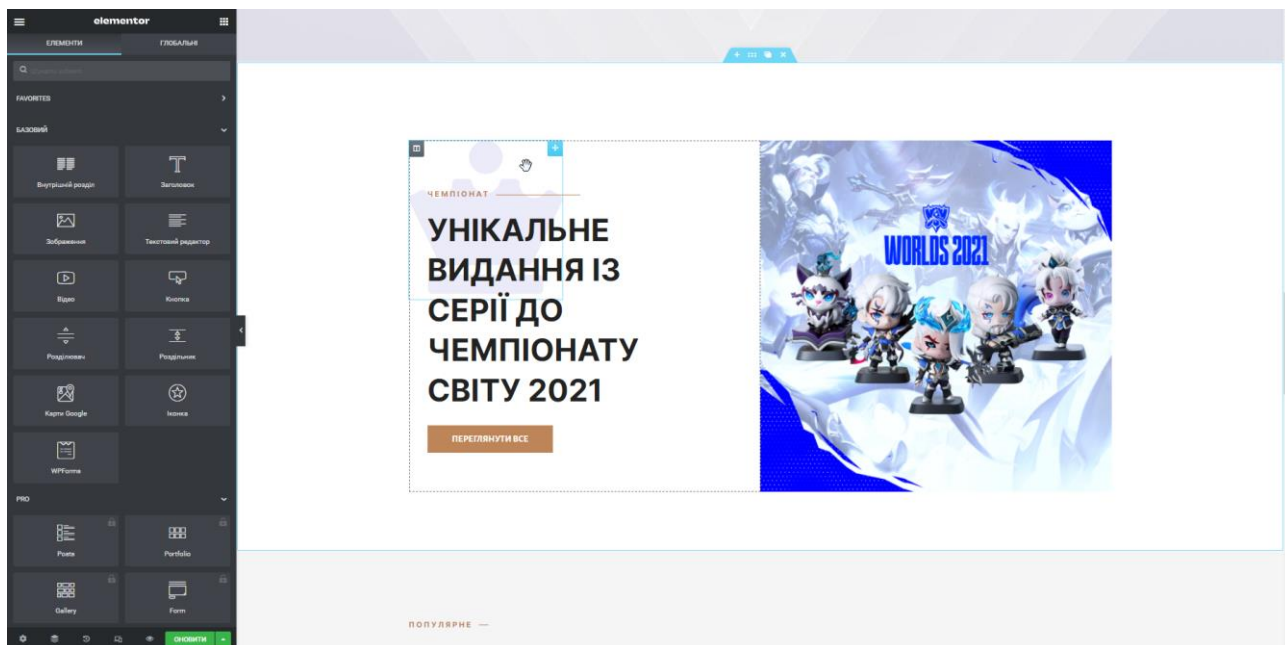 elementor
ЕЛЕМЕНТИ
ГЛОБАЛЬНІ
FAVORITES
БАЗОВИЙ
Внутрішній розділ
Заголовок
Зображення
Текстовий редактор
Відео
Кнопка
Розділювач
Роздільник
Карти Google
Іконка
WPForms
PRO
Posts
Portfolio
Gallery
Form
ОНОВИТИ
ЧЕМПІОНАТ
УНІКАЛЬНЕ
ВИДАННЯ ІЗ
СЕРІЇ ДО
ЧЕМПІОНАТУ
СВІТУ 2021
ПЕРЕГЛЯНУТИ ВСЕ
WORLDS 2021
ПОПУЛЯРНЕ